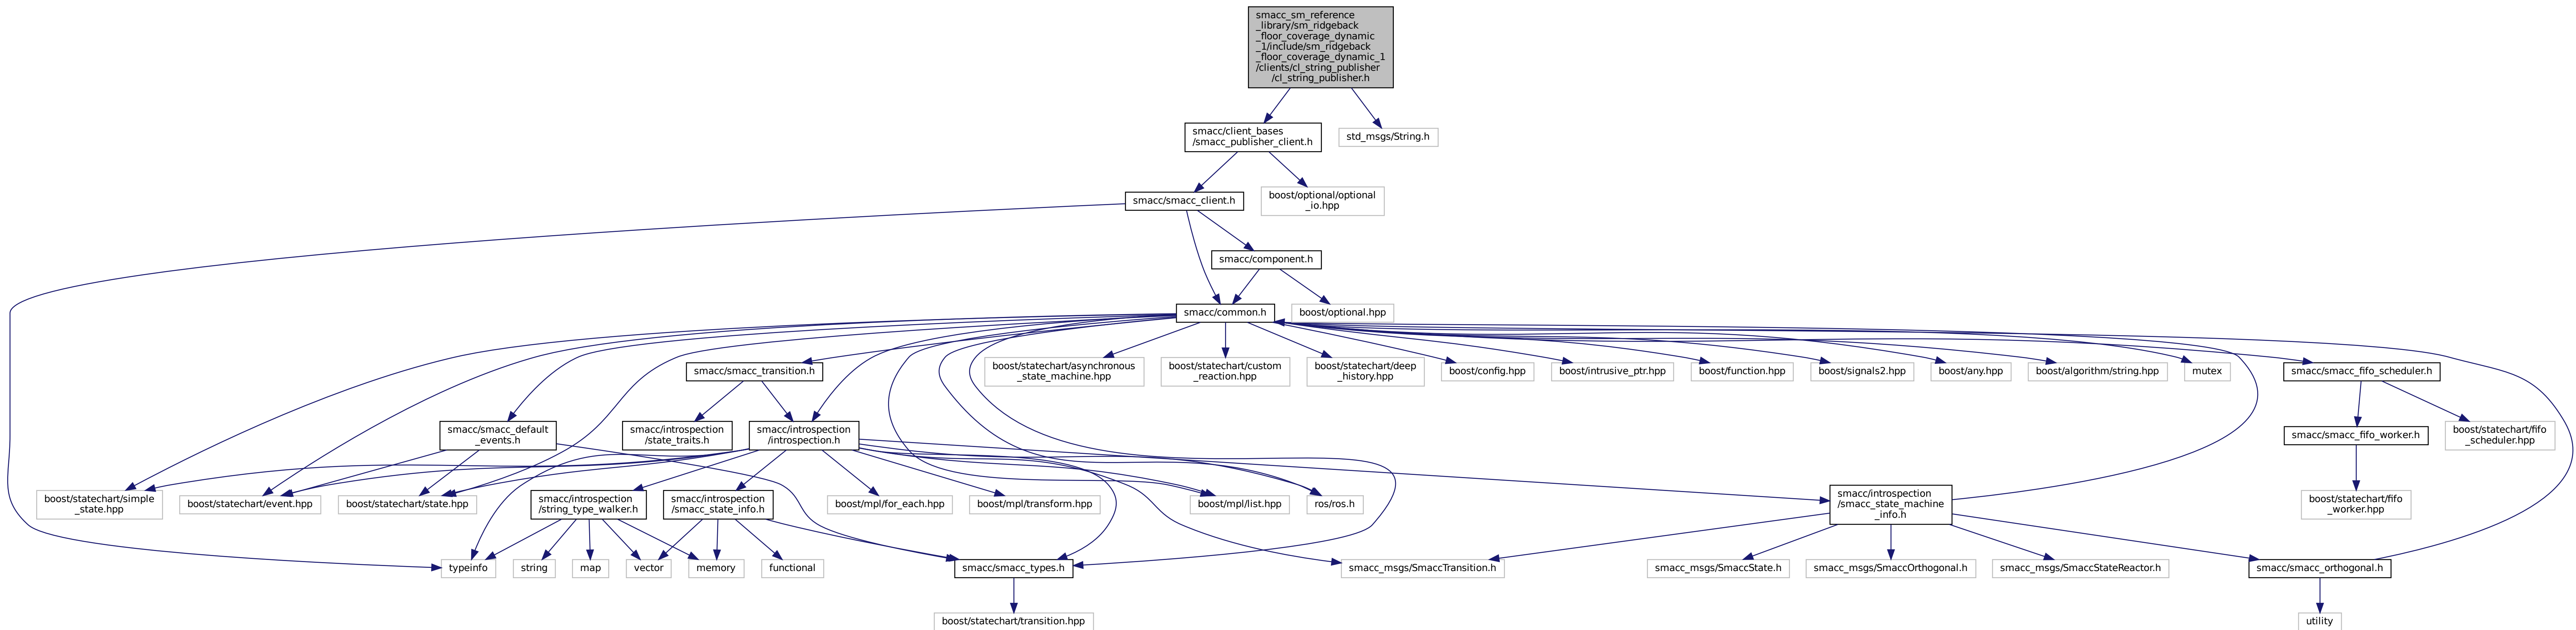 smacc_sm_reference
_library/sm_ridgeback
_floor_coverage_dynamic
_1/include/sm_ridgeback
_floor_coverage_dynamic_1
/clients/cl_string_publisher
/cl_string_publisher.h
smacc/client_bases
/smacc_publisher_client.h
std_msgs/String.h
smacc/smacc_client.h
boost/optional/optional
_io.hpp
smacc/component.h
smacc/common.h
boost/optional.hpp
smacc/smacc_transition.h
boost/statechart/asynchronous
_state_machine.hpp
boost/statechart/custom
_reaction.hpp
boost/statechart/deep
_history.hpp
boost/config.hpp
boost/intrusive_ptr.hpp
boost/function.hpp
boost/signals2.hpp
boost/any.hpp
boost/algorithm/string.hpp
mutex
smacc/smacc_fifo_scheduler.h
smacc/smacc_default
_events.h
smacc/introspection
/state_traits.h
smacc/introspection
/introspection.h
smacc/smacc_fifo_worker.h
boost/statechart/fifo
_scheduler.hpp
boost/statechart/simple
_state.hpp
boost/statechart/event.hpp
boost/statechart/state.hpp
smacc/introspection
/string_type_walker.h
smacc/introspection
/smacc_state_info.h
boost/mpl/for_each.hpp
boost/mpl/transform.hpp
boost/mpl/list.hpp
ros/ros.h
smacc/introspection
/smacc_state_machine
_info.h
boost/statechart/fifo
_worker.hpp
typeinfo
string
map
vector
memory
functional
smacc/smacc_types.h
smacc_msgs/SmaccTransition.h
smacc_msgs/SmaccState.h
smacc_msgs/SmaccOrthogonal.h
smacc_msgs/SmaccStateReactor.h
smacc/smacc_orthogonal.h
boost/statechart/transition.hpp
utility